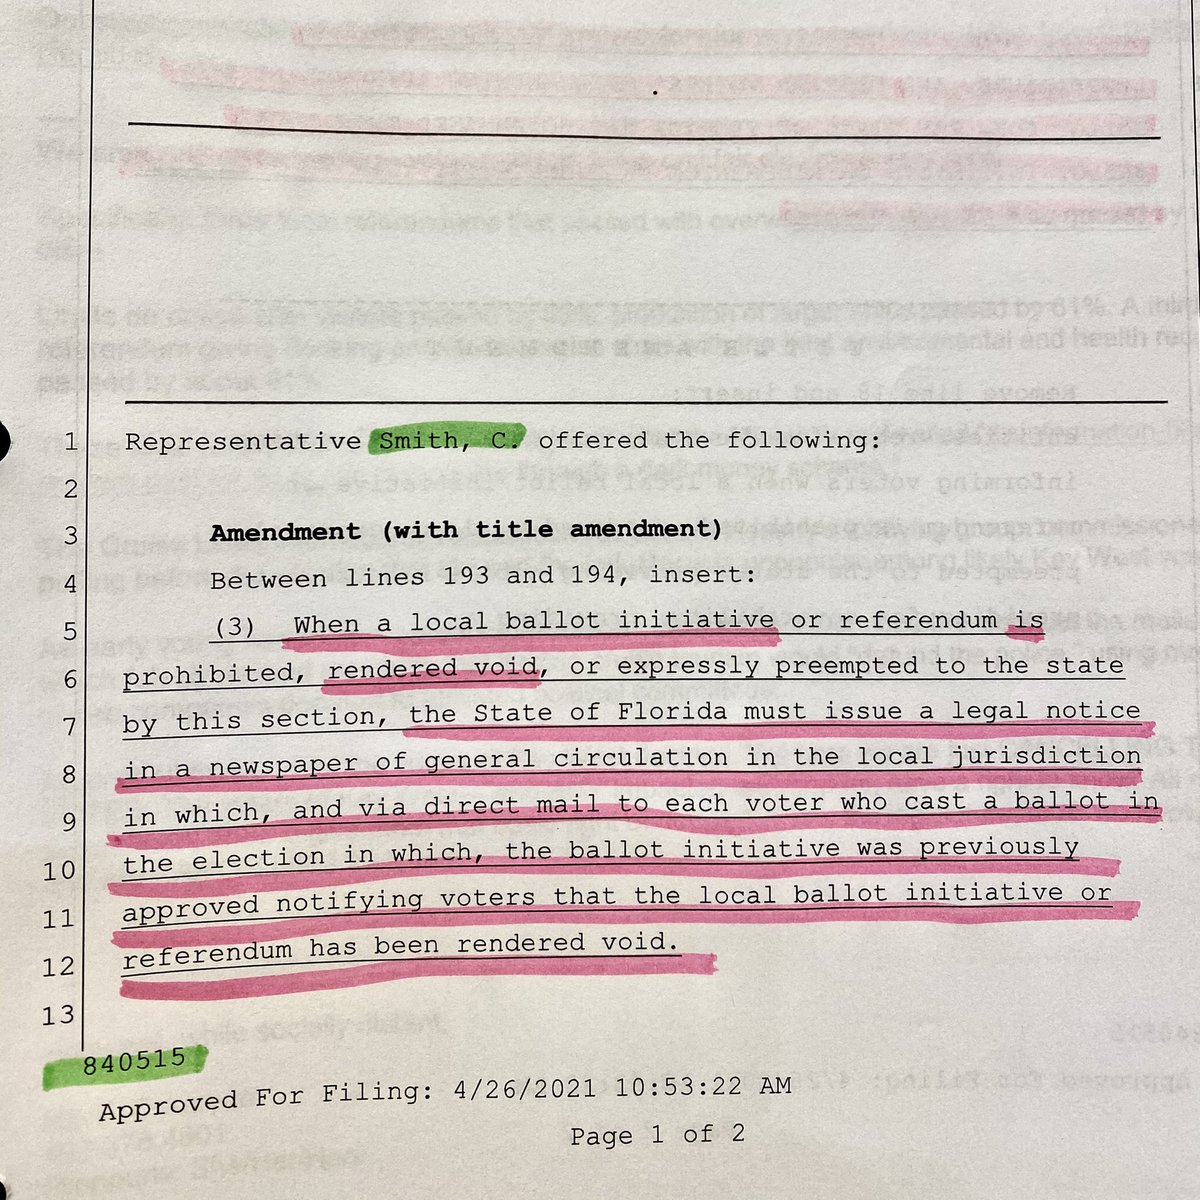 1 Representative Smith, C. offered the following:
2
3 Amendment (with title amendment)
4 Between lines 193 and 194, insert:
5 (3) When a local ballot initiative or referendum is
6 prohibited, rendered void, or expressly preempted to the state
7 by this section, the State of Florida must issue a legal notice
8 in a newspaper of general circulation in the local jurisdiction
9 in which, and via direct mail to each voter who cast a ballot in
10 the election in which, the ballot initiative was previously
11 approved notifying voters that the local ballot initiative or
12 referendum has been rendered void.
13
840515
Approved For Filing: 4/26/2021 10:53:22 AM
Page 1 of 2